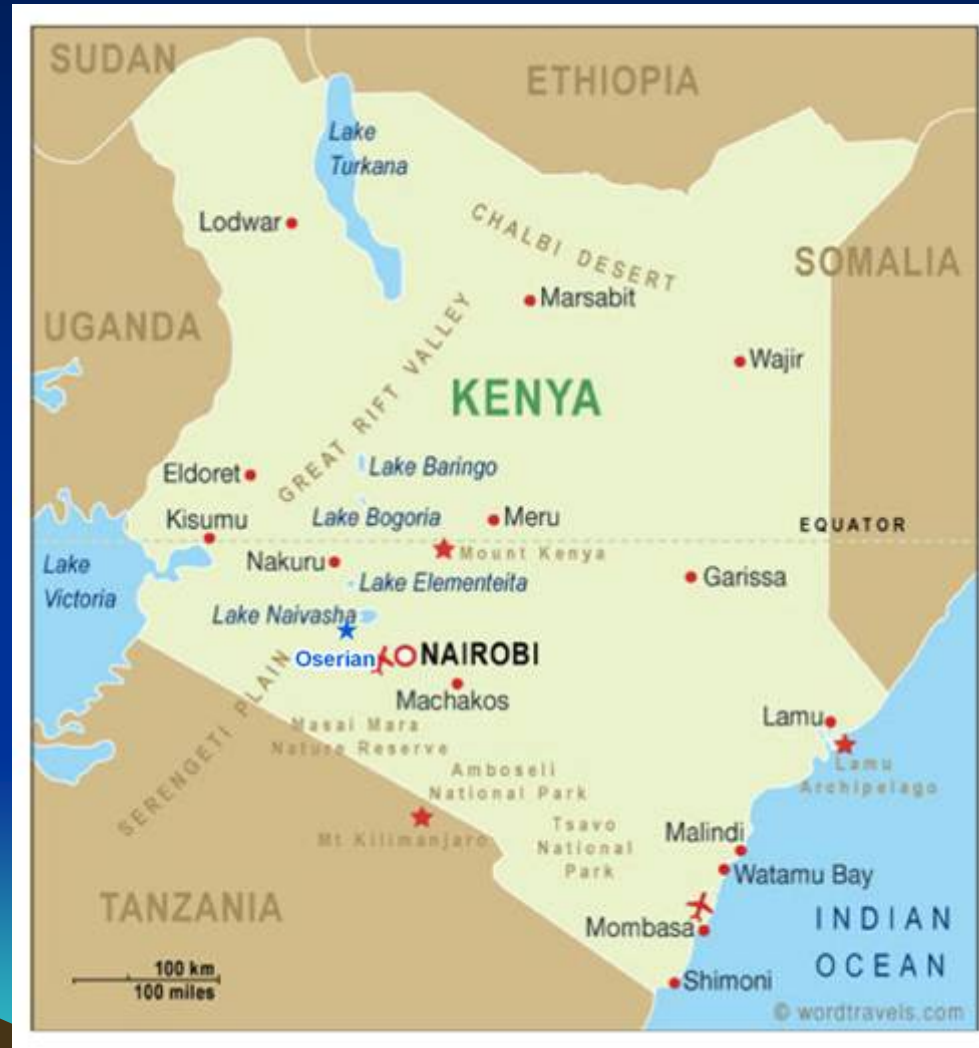 SUDAN
ETHIOPIA
Lake
Turkana
Lodwar
CHALBI DESERT
SOMALIA
Marsabit
UGANDA
GREAT RIFT VALLEY
Wajir
KENYA
Lake Baringo
Eldoret
Lake Bogoria
Meru
Kisumu
EQUATOR
Mount Kenya
Nakuru
Lake
Victoria
Lake Elementeita
Garissa
Lake Naivasha
Oserian
NAIROBI
Machakos
SERENGETI PLAIN
Masai Mara
Nature Reserve
Lamu
Lamu
Archipelago
Amboseli
National Park
Mt Kilimanjaro
Tsavo
National
Park
Malindi
Watamu Bay
TANZANIA
Mombasa
INDIAN
OCEAN
100 km
100 miles
Shimoni
© wordtravels.com